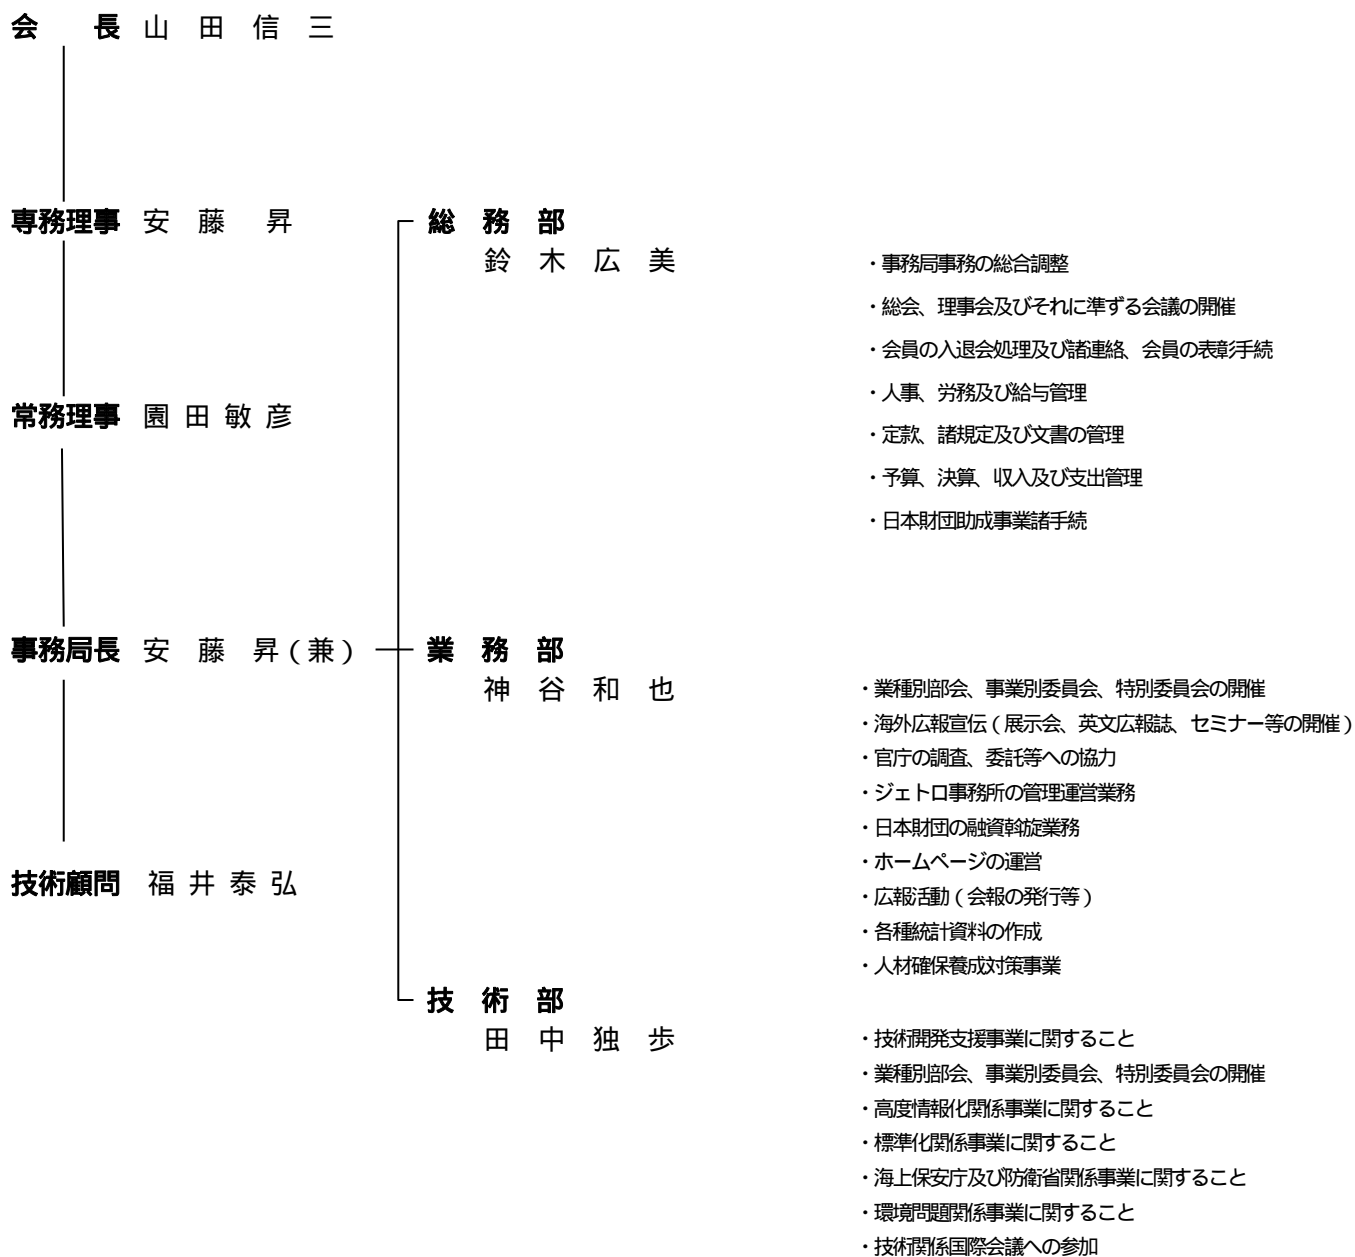 会長 山田信三
専務理事 安藤昇
常務理事 園田敏彦
事務局長 安藤昇(兼)
技術顧問 福井泰弘
総務部
鈴木広美
・事務局事務の総合調整
・総会、理事会及びそれに準ずる会議の開催
・会員の入退会処理及び諸連絡、会員の表彰手続
・人事、労務及び給与管理
・定款、諸規定及び文書の管理
・予算、決算、収入及び支出管理
・日本財団助成事業諸手続
業務部
神谷和也
・業種別部会、事業別委員会、特別委員会の開催
・海外広報宣伝(展示会、英文広報誌、セミナー等の開催)
・官庁の調査、委託等への協力
・ジェトロ事務所の管理運営業務
・日本財団の融資斡旋業務
・ホームページの運営
・広報活動(会報の発行等)
・各種統計資料の作成
・人材確保養成対策事業
技術部
田中独歩
・技術開発支援事業に関すること
・業種別部会、事業別委員会、特別委員会の開催
・高度情報化関係事業に関すること
・標準化関係事業に関すること
・海上保安庁及び防衛省関係事業に関すること
・環境問題関係事業に関すること
・技術関係国際会議への参加